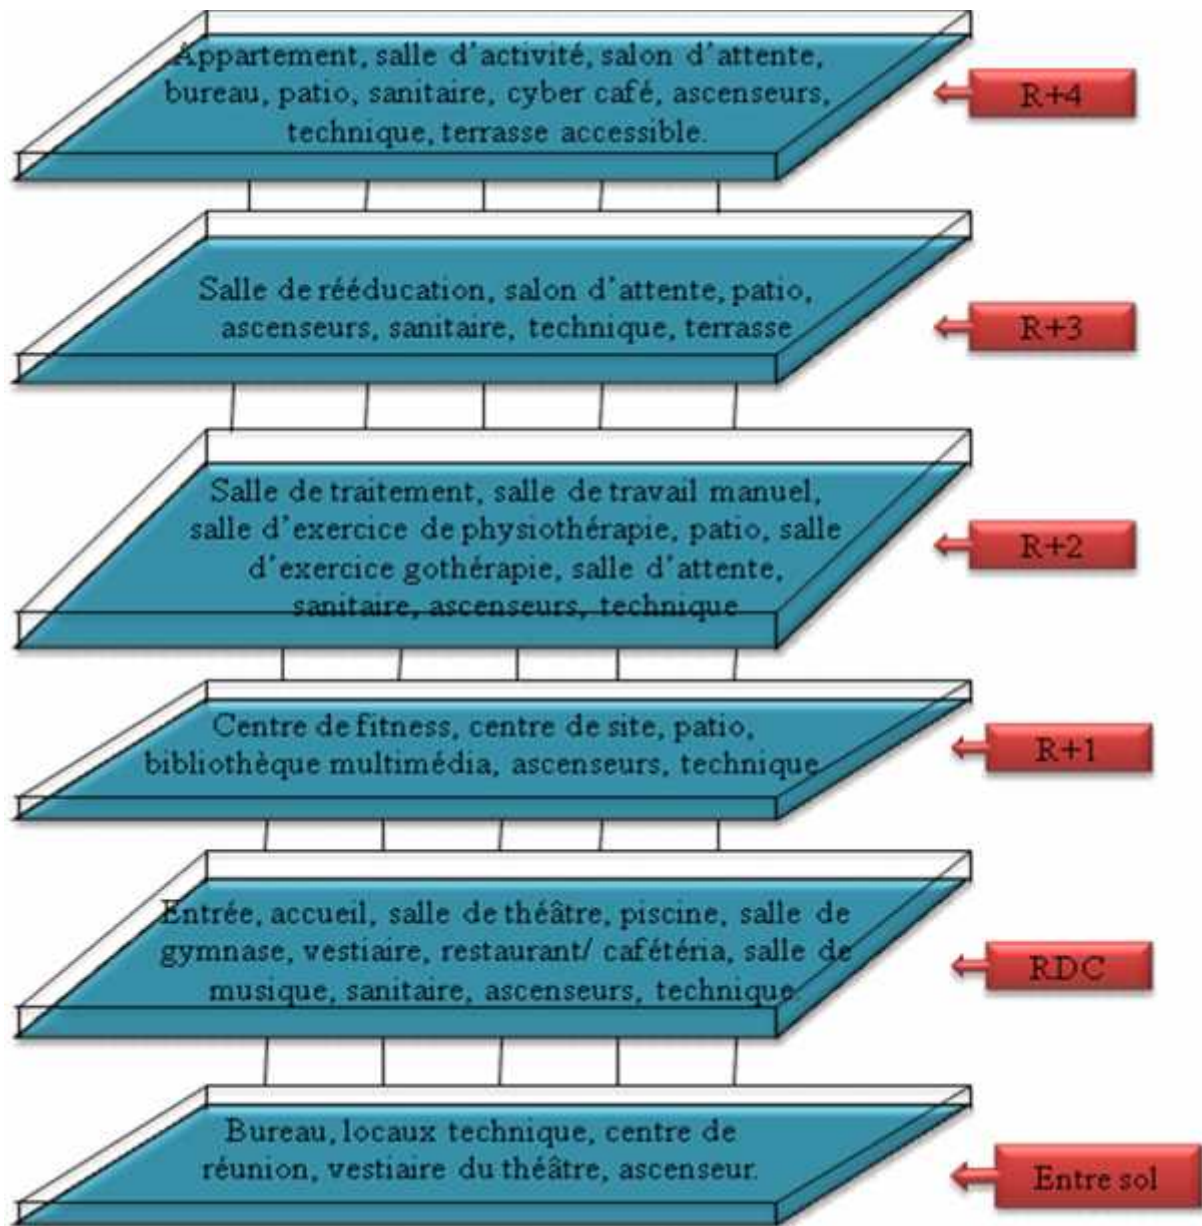 Appartement, salle d'activité, salon d'attente,
bureau, patio, sanitaire, cyber café, ascenseurs,
technique, terrasse accessible.
R+4
Salle de rééducation, salon d'attente, patio,
ascenseurs, sanitaire, technique, terrasse
R+3
Salle de traitement, salle de travail manuel,
salle d'exercice de physiothérapie, patio, salle
d'exercice gothérapie, salle d'attente,
sanitaire, ascenseurs, technique
R+2
Centre de fitness, centre de site, patio,
bibliothèque multimédia, ascenseurs, technique
R+1
Entrée, accueil, salle de théâtre, piscine, salle de
gymnase, vestiaire, restaurant/ cafétéria, salle de
musique, sanitaire, ascenseurs, technique.
RDC
Bureau, locaux technique, centre de
réunion, vestiaire du théâtre, ascenseur.
Entre sol